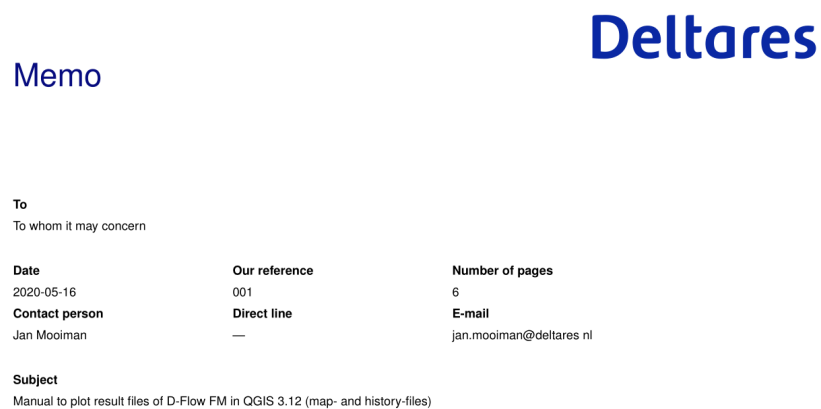 Deltares
Memo
To
To whom it may concern
Date Our reference Number of pages
2020-05-16 001 6
Contact person Direct line E-mail
Jan Mooiman — jan.mooiman@deltares nl
Subject
Manual to plot result files of D-Flow FM in QGIS 3.12 (map- and history-files)